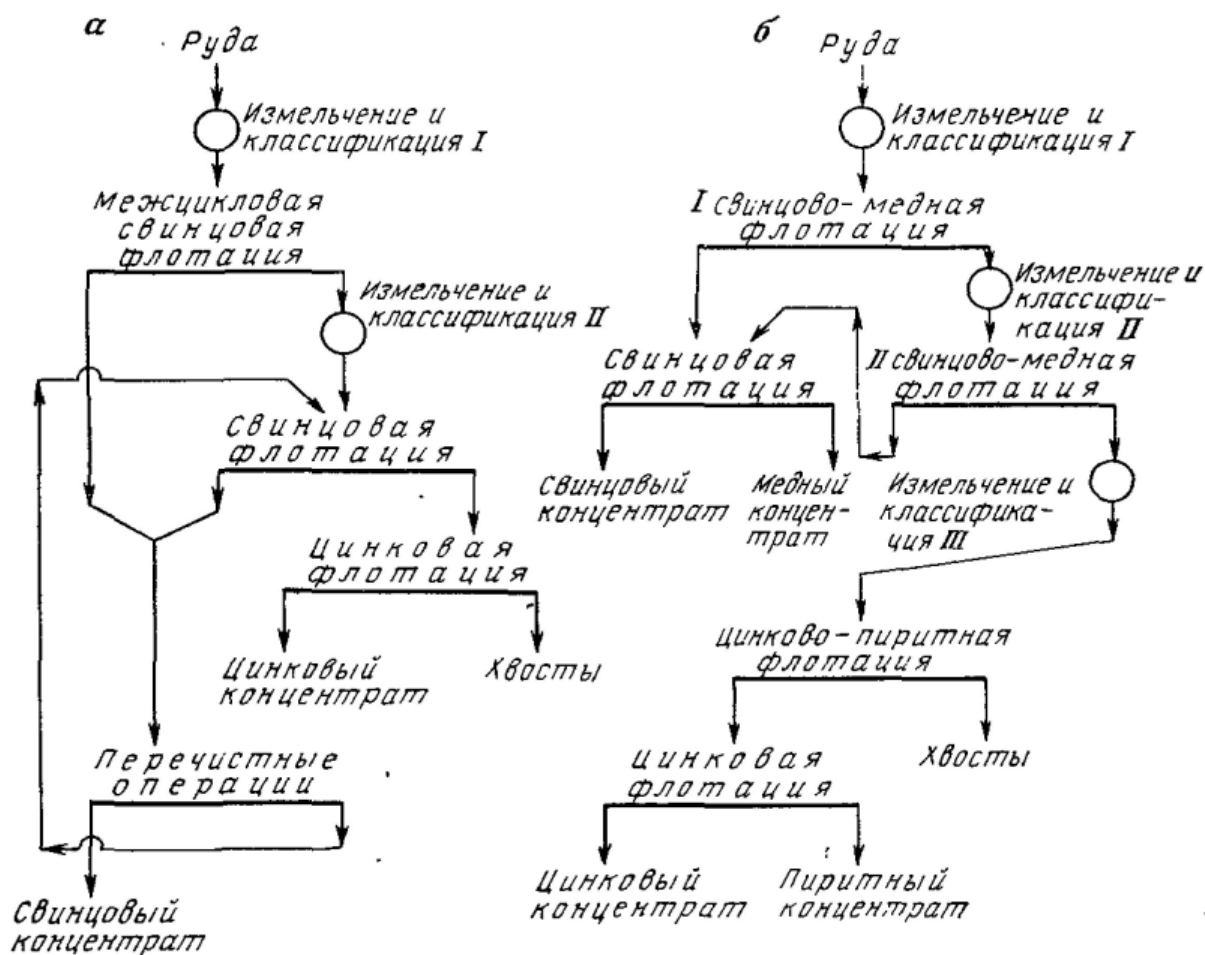 а
Руда
Измельчение и
классификация I
Межцикловая
свинцовая
флотация
Измельчение и
классификация II
Свинцовая
флотация
Цинковая
флотация
Цинковый
концентрат
Хвосты
Перечистные
операции
Свинцовый
концентрат
б
Руда
Измельчение и
классификация I
I свинцово-медная
флотация
Измельчение и
классифи-
кация II
Свинцовая
флотация
II свинцово-медная
флотация
Свинцовый
концентрат
Медный
концен-
трат
Измельчение и
классифика-
ция III
Цинково-пиритная
флотация
Цинковая
флотация
Хвосты
Цинковый
концентрат
Пиритный
концентрат